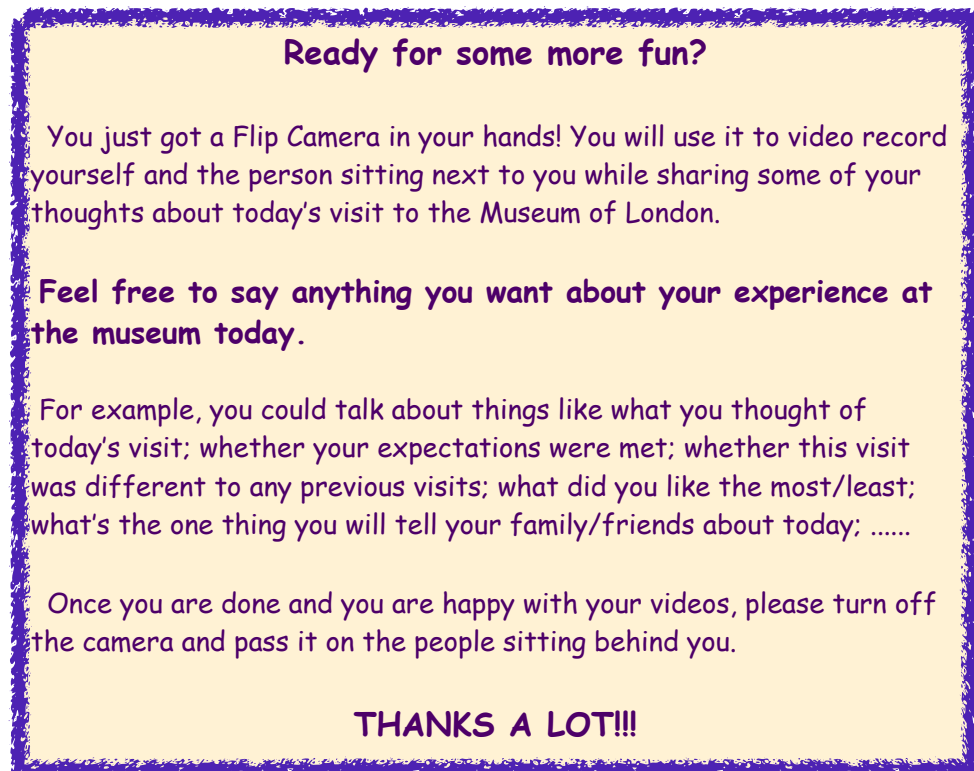 Ready for some more fun?
You just got a Flip Camera in your hands! You will use it to video record
yourself and the person sitting next to you while sharing some of your
thoughts about today's visit to the Museum of London.
Feel free to say anything you want about your experience at
the museum today.
For example, you could talk about things like what you thought of
today's visit; whether your expectations were met; whether this visit
was different to any previous visits; what did you like the most/least;
what's the one thing you will tell your family/friends about today; ......
Once you are done and you are happy with your videos, please turn off
the camera and pass it on the people sitting behind you.
THANKS A LOT!!!